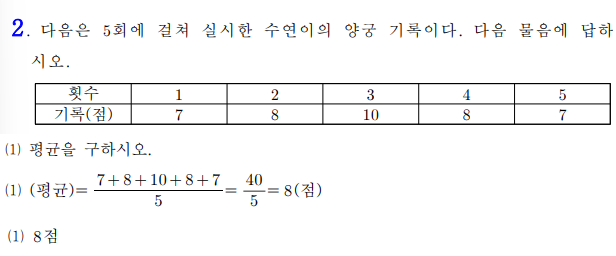 2. 다음은 5회에 걸쳐 실시한 수연이의 양궁 기록이다. 다음 물음에 답하
시오.
횟수 1 2 3 4 5
기록(점) 7 8 10 8 7
(1) 평균을 구하시오.
(1) (평균)= (7+8+10+8+7)/5 = 40/5 = 8(점)
(1) 8점